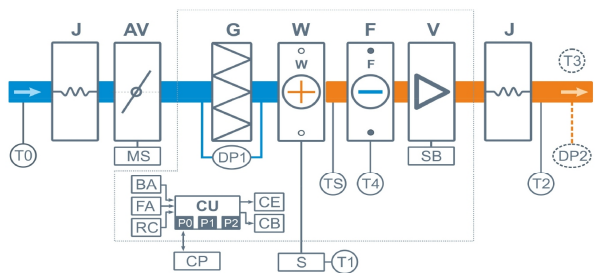 J AV G W F V J
W F T3
T0 MS DP1 TS T4 SB T2 DP2
BA CE
CU
FA
P0 P1 P2
RC CB
CP S T1